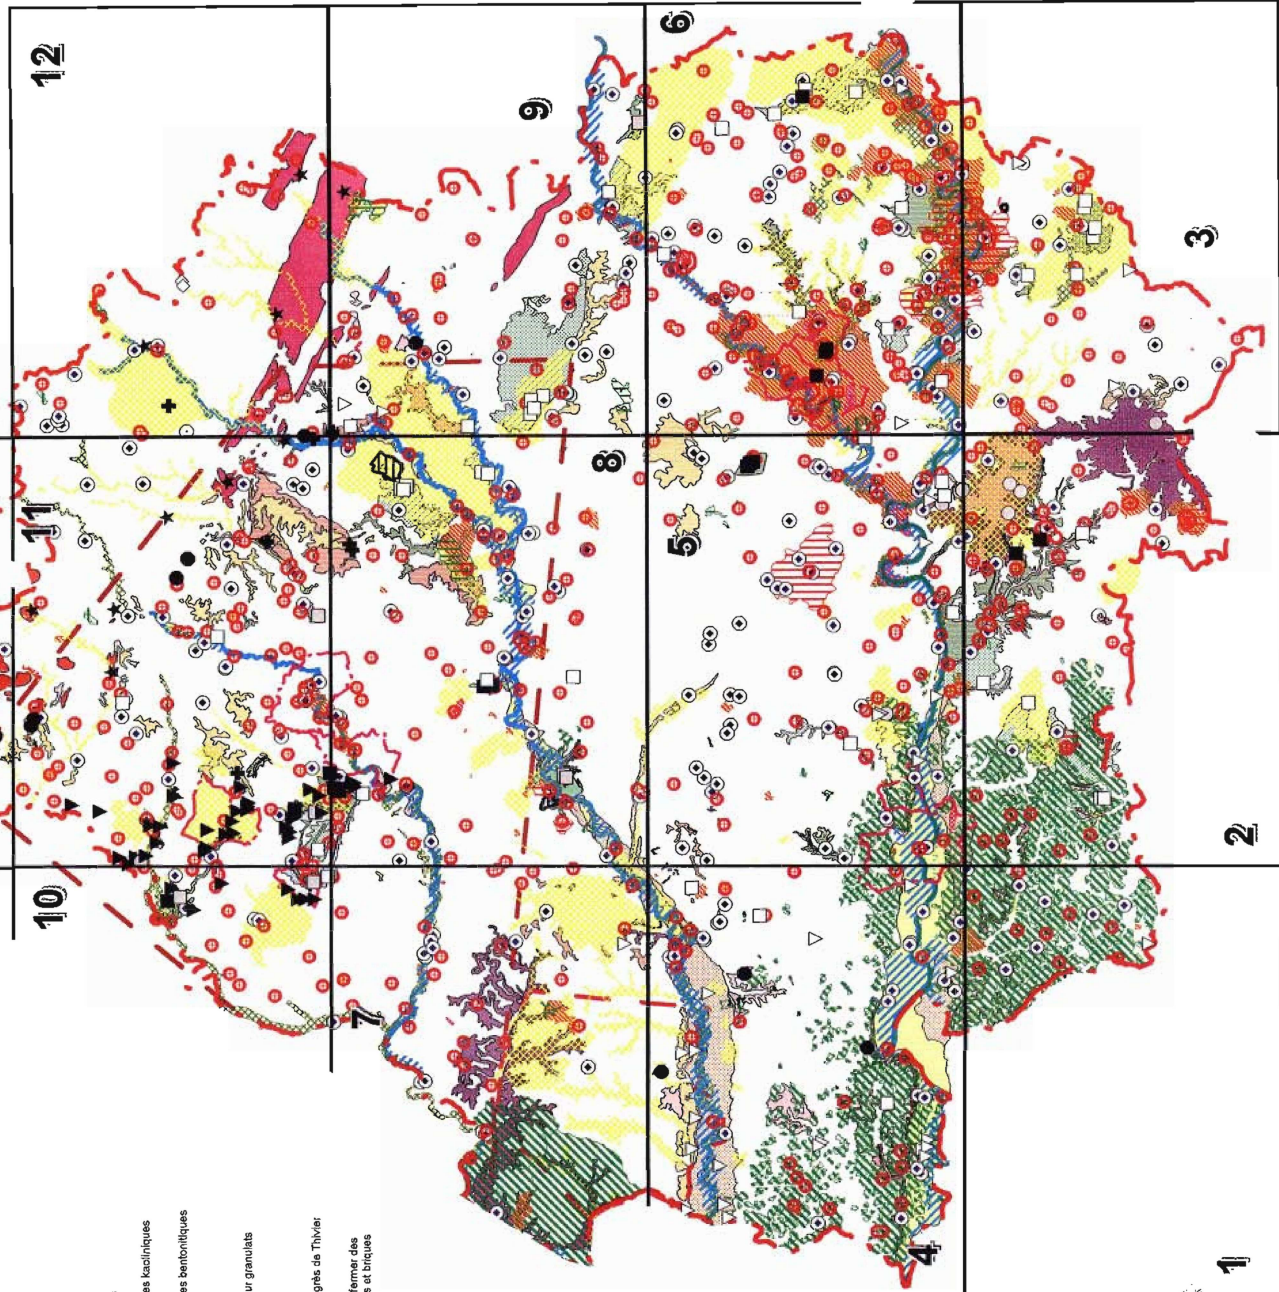 12
6
9
3
11
8
5
2
10
7
4
1
es kaoliniques
es bentonitiques
ur granulats
grès de Thivier
fermer des
s et briques